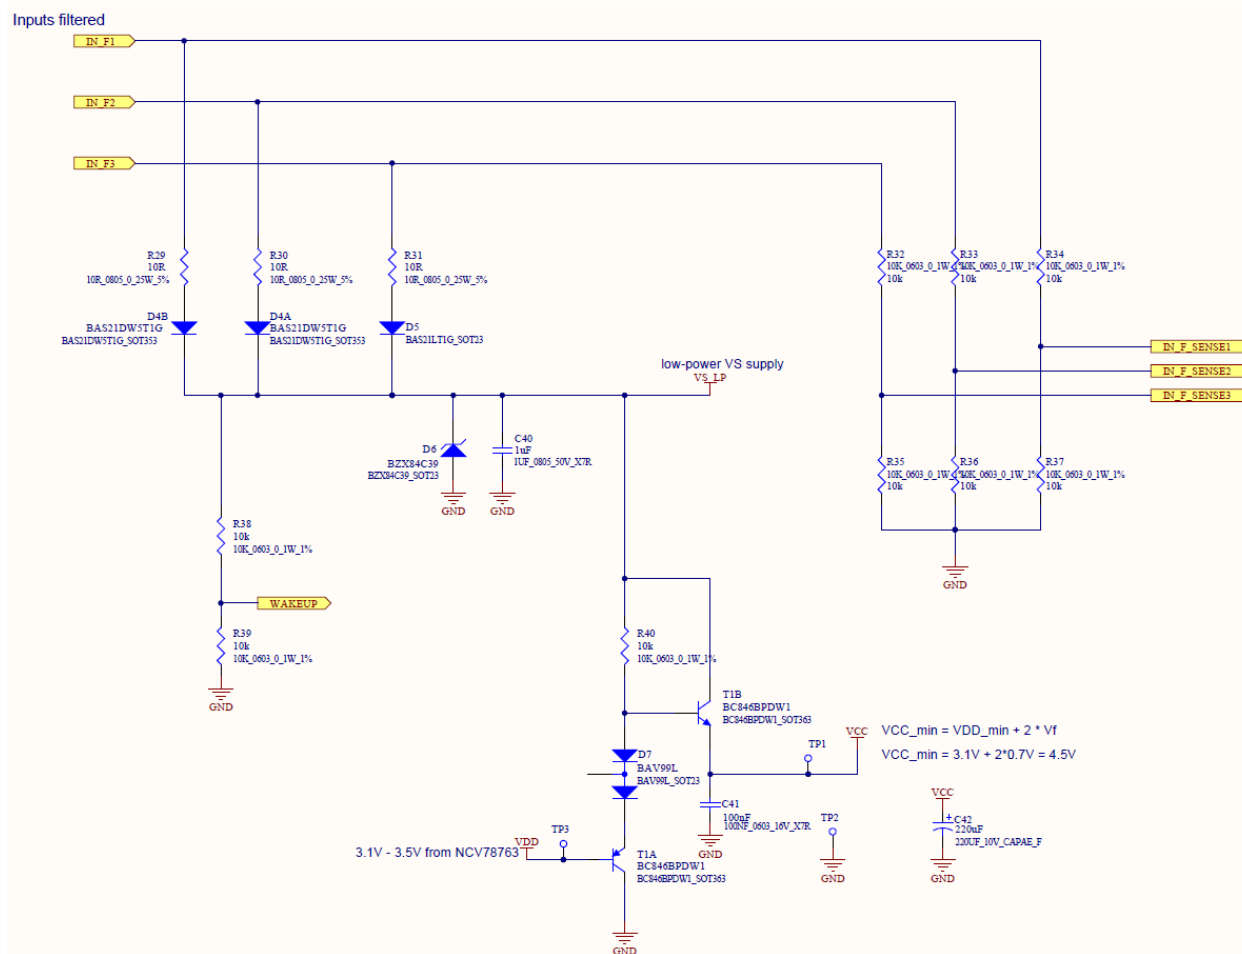 Inputs filtered
IN_F1
IN_F2
IN_F3
R29
10R
10R_0805_0_25W_5%
R30
10R
10R_0805_0_25W_5%
R31
10R
10R_0805_0_25W_5%
R32
10K_0603_0_1W_1%
10k
R33
10K_0603_0_1W_1%
10k
R34
10K_0603_0_1W_1%
10k
D4B
BAS21DW5T1G
BAS21DW5T1G_SOT353
D4A
BAS21DW5T1G
BAS21DW5T1G_SOT353
D5
BAS21LT1G_SOT23
IN_F_SENSE1
IN_F_SENSE2
IN_F_SENSE3
low-power VS supply
VS_LP
D6
BZX84C39
BZX84C39_SOT23
GND
C40
1uF
1UF_0805_50V_X7R
GND
R35
10K_0603_0_1W_1%
10k
R36
10K_0603_0_1W_1%
10k
R37
10K_0603_0_1W_1%
10k
GND
R38
10k
10K_0603_0_1W_1%
WAKEUP
R39
10k
10K_0603_0_1W_1%
GND
R40
10k
10K_0603_0_1W_1%
T1B
BC846BPDW1
BC846BPDW1_SOT363
D7
BAV99L
BAV99L_SOT23
TP1
VCC
VCC_min = VDD_min + 2 * Vf
VCC_min = 3.1V + 2*0.7V = 4.5V
C41
100nF
100NF_0603_16V_X7R
GND
TP2
GND
VCC
+
C42
220uF
220UF_10V_CAPAE_F
GND
3.1V - 3.5V from NCV78763
VDD
TP3
T1A
BC846BPDW1
BC846BPDW1_SOT363
GND